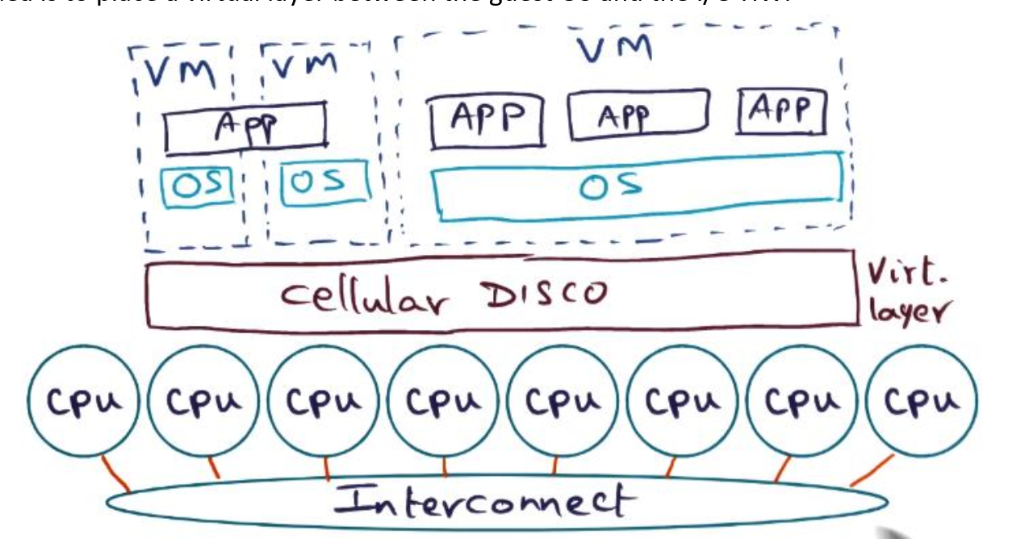 VM VM VM
APP APP APP APP
OS OS OS
Cellular DISCO Virt.
layer
CPU CPU CPU CPU CPU CPU CPU CPU
Interconnect